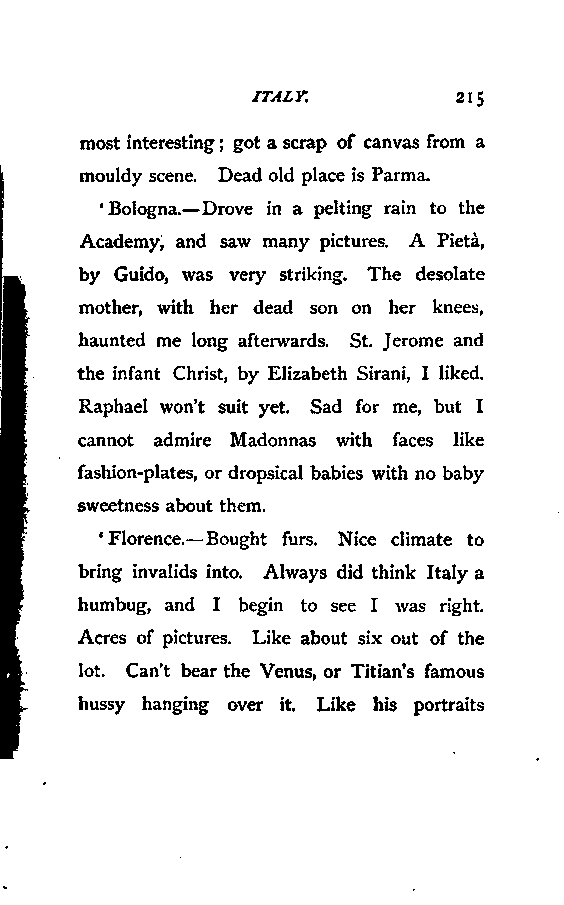 ITALY. 215
most interesting ; got a scrap of canvas from a
mouldy scene. Dead old place is Parma.
‘ Bologna.—Drove in a pelting rain to the
Academy, and saw many pictures. A Pietà,
by Guido, was very striking. The desolate
mother, with her dead son on her knees,
haunted me long afterwards. St. Jerome and
the infant Christ, by Elizabeth Sirani, I liked.
Raphael won’t suit yet. Sad for me, but I
cannot admire Madonnas with faces like
fashion-plates, or dropsical babies with no baby
sweetness about them.
‘ Florence.—Bought furs. Nice climate to
bring invalids into. Always did think Italy a
humbug, and I begin to see I was right.
Acres of pictures. Like about six out of the
lot. Can’t bear the Venus, or Titian’s famous
hussy hanging over it. Like his portraits